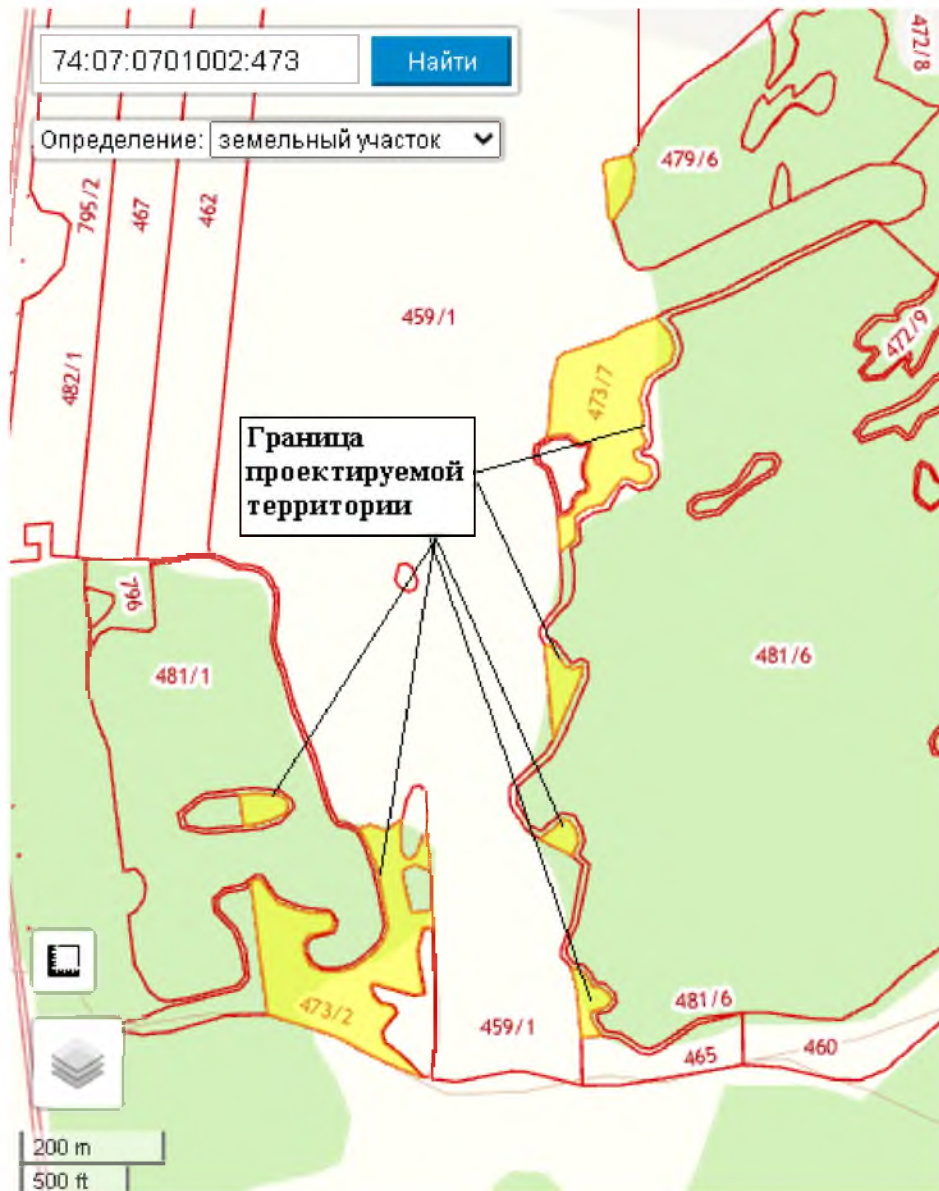 74:07:0701002:473
Найти
472/8
Определение: земельный участок
479/6
795/2
467
462
459/1
472/9
482/1
473/7
Граница
проектируемой
территории
796
481/1
481/6
473/2
459/1
481/6
465
460
200 m
500 ft